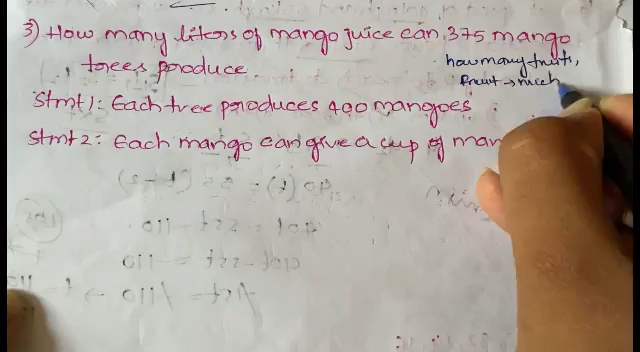 3) How many liters of mango juice can 375 mango
trees produce.
how many fruits,
fruit → 
Stmt 1: Each tree produces 400 mangoes
Stmt 2: Each mango can give a cup of man